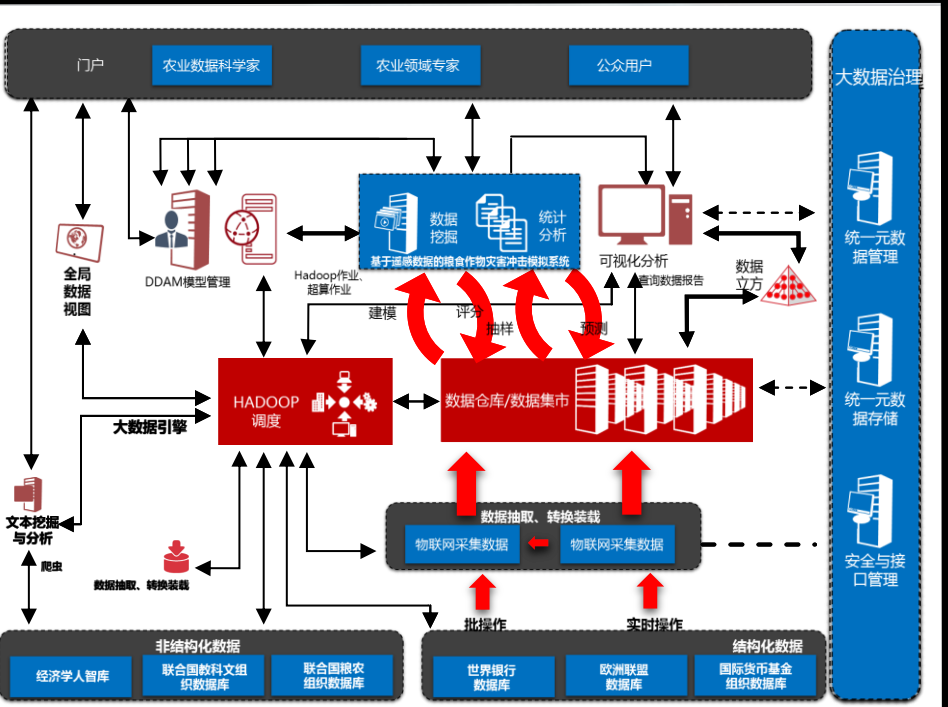 门户
农业数据科学家
农业领域专家
公众用户
大数据治理
数据
挖掘
统计
分析
基于遥感数据的粮食作物灾害冲击模拟系统
DDAM模型管理
可视化分析
统一元数
据管理
全局
数据
视图
Hadoop作业、
超算作业
查询数据报告
数据
立方
建模
评分
抽样
预测
HADOOP
调度
数据仓库/数据集市
统一元数
据存储
大数据引擎
文本挖掘
与分析
爬虫
数据抽取、转换装载
数据抽取、转换装载
物联网采集数据
物联网采集数据
安全与接
口管理
批操作
实时操作
非结构化数据
经济学人智库
联合国教科文组
织数据库
联合国粮农
组织数据库
结构化数据
世界银行
数据库
欧洲联盟
数据库
国际货币基金
组织数据库